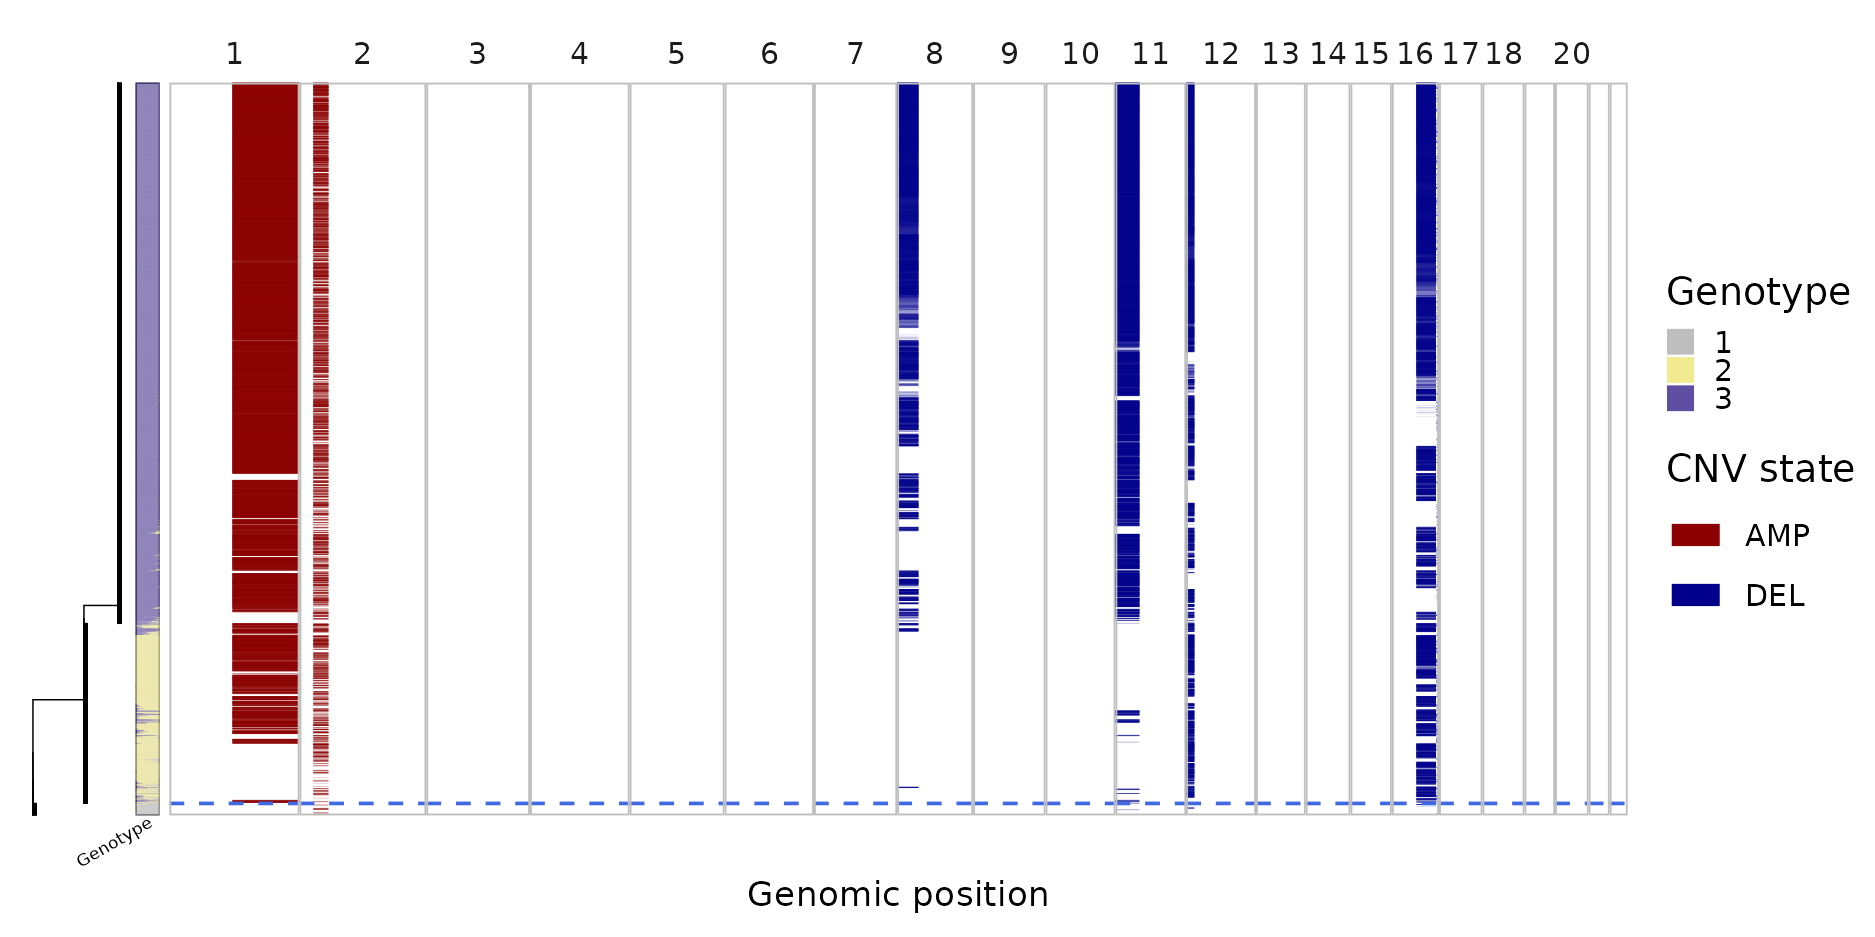 1 2 3 4 5 6 7 8 9 10 11 12 13 14 15 16 17 18 20
Genotype
1
2
3
CNV state
AMP
DEL
Genotype
Genomic position